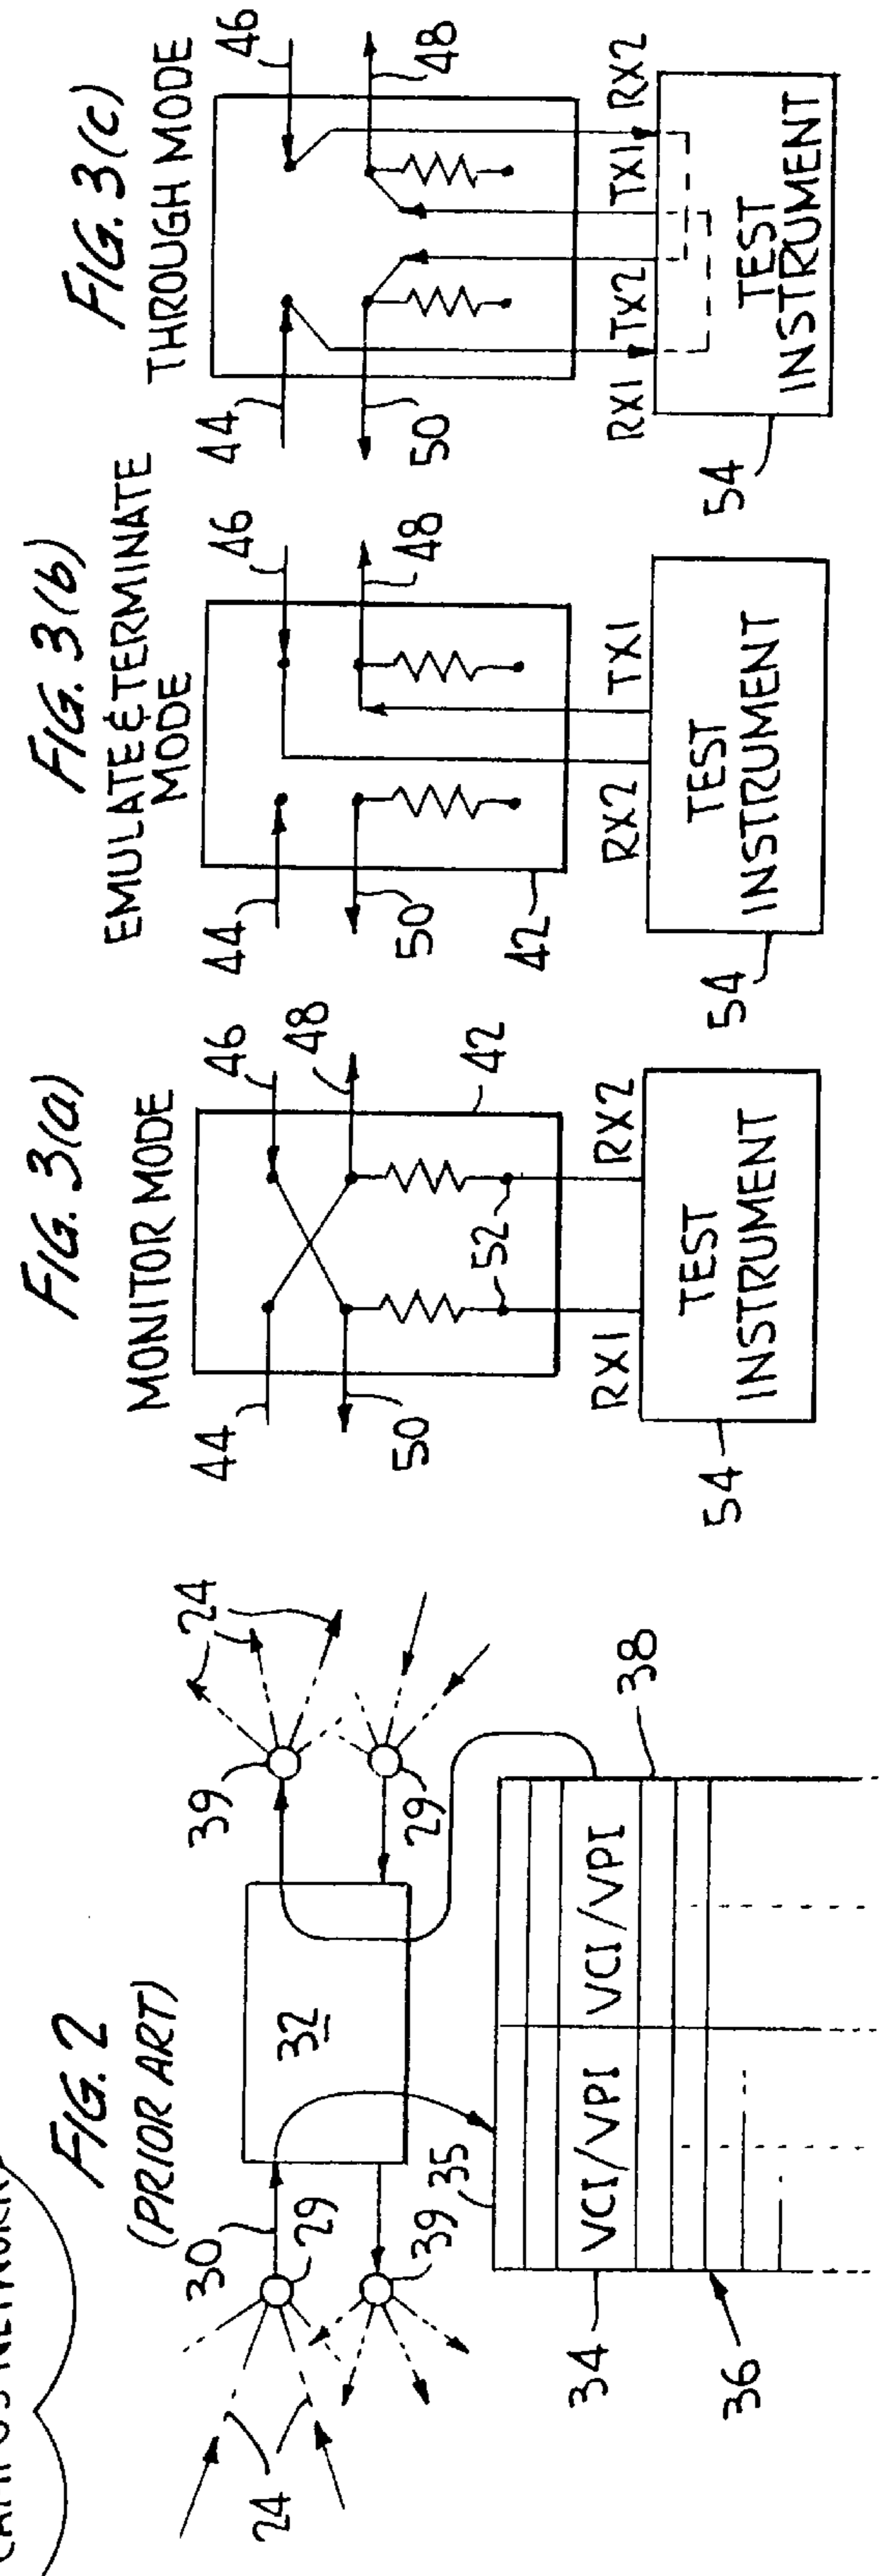 FIG. 2
(PRIOR ART)
24
30
29
39
32
39
29
24
35
34
VCI/VPI
VCI/VPI
38
36
FIG. 3(a)
MONITOR MODE
44
46
48
50
42
52
RX1
RX2
TEST
INSTRUMENT
54
FIG. 3(b)
EMULATE & TERMINATE
MODE
44
46
48
50
42
RX2
TX1
TEST
INSTRUMENT
54
FIG. 3(c)
THROUGH MODE
44
46
48
50
RX1
TX2
TX1
RX2
TEST
INSTRUMENT
54